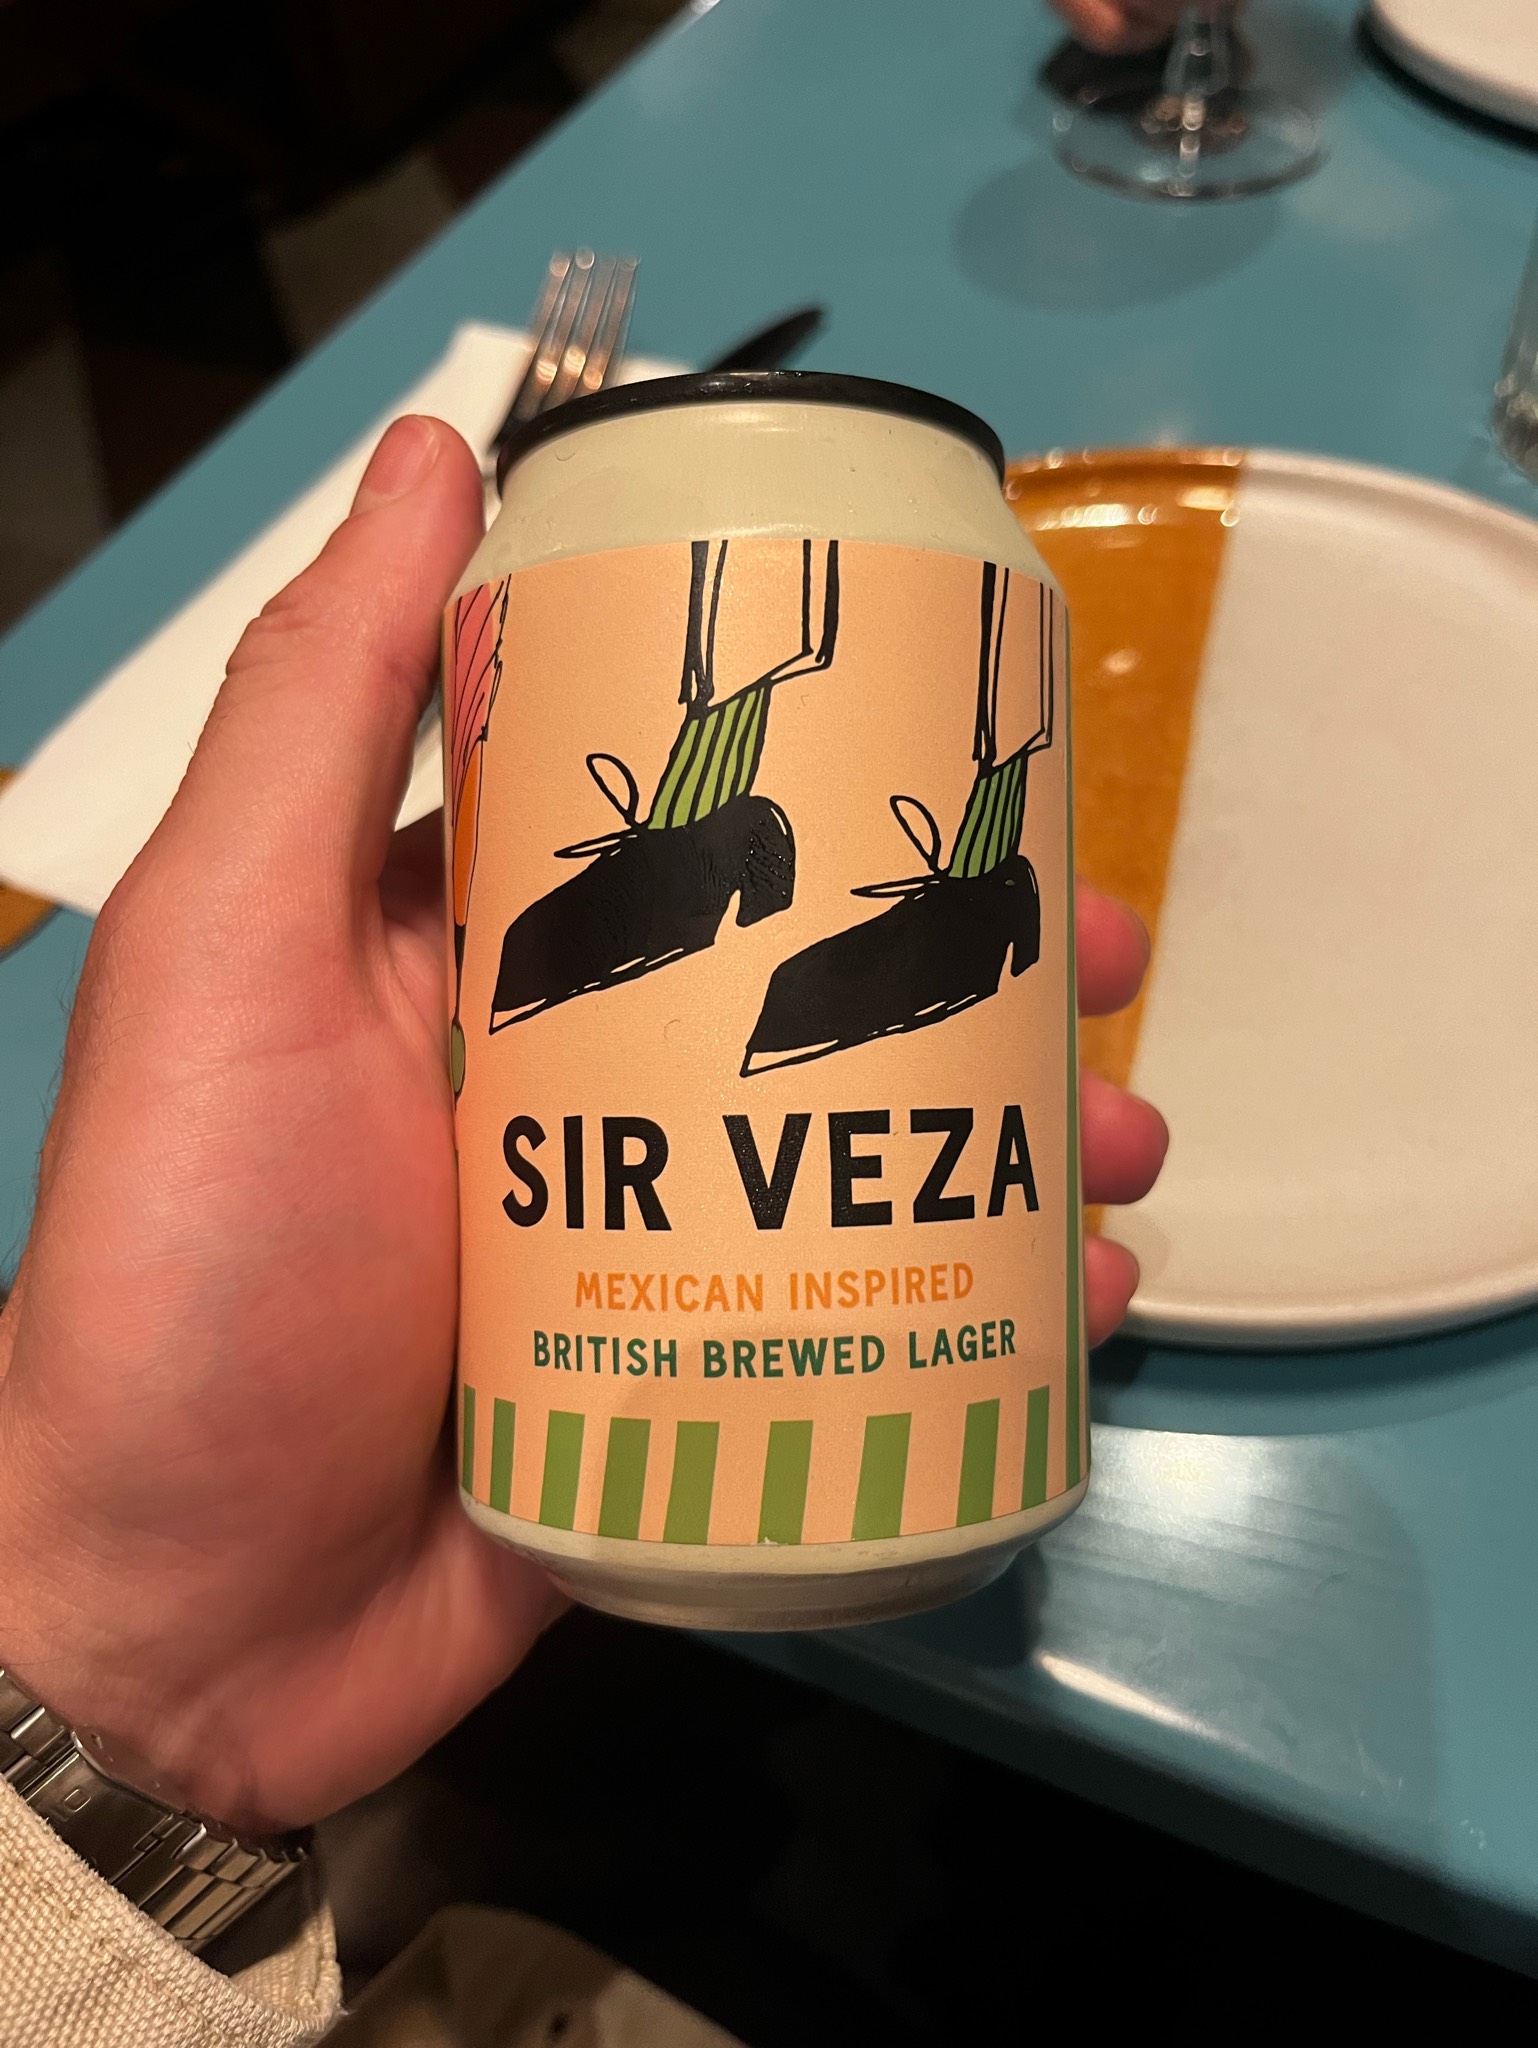 SIR VEZA
MEXICAN INSPIRED
BRITISH BREWED LAGER